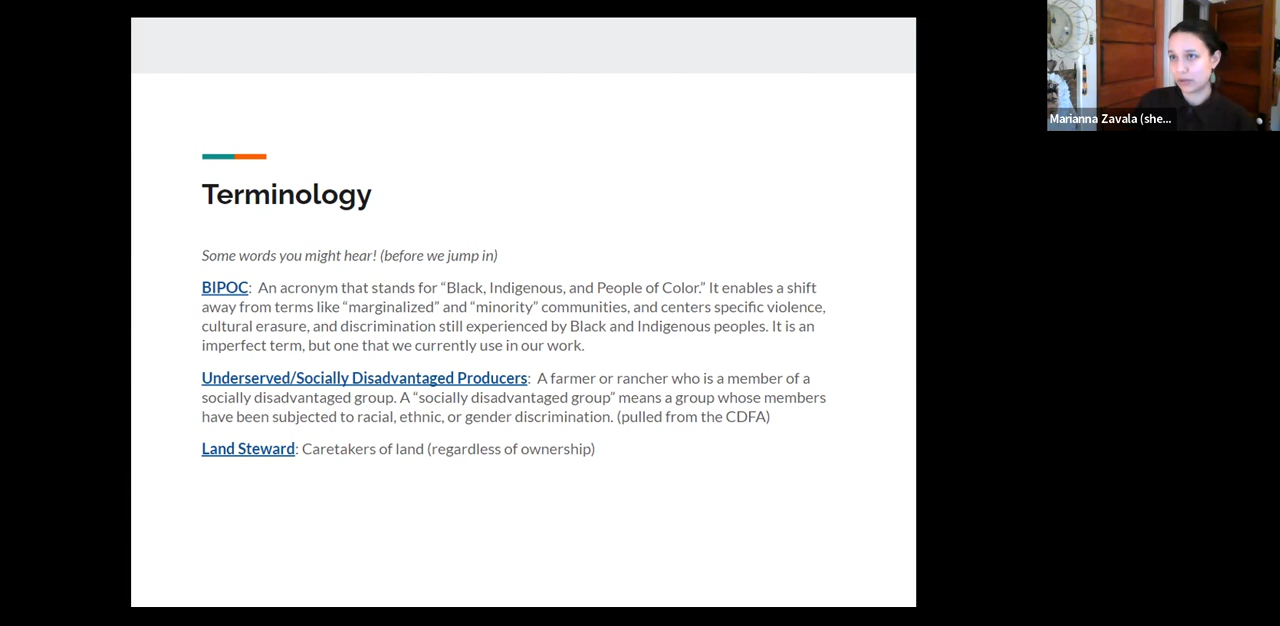 Terminology
Some words you might hear! (before we jump in)
BIPOC:  An acronym that stands for “Black, Indigenous, and People of Color.” It enables a shift
away from terms like “marginalized” and “minority” communities, and centers specific violence,
cultural erasure, and discrimination still experienced by Black and Indigenous peoples. It is an
imperfect term, but one that we currently use in our work.
Underserved/Socially Disadvantaged Producers:  A farmer or rancher who is a member of a
socially disadvantaged group. A “socially disadvantaged group” means a group whose members
have been subjected to racial, ethnic, or gender discrimination. (pulled from the CDFA)
Land Steward: Caretakers of land (regardless of ownership)
Marianna Zavala (she...